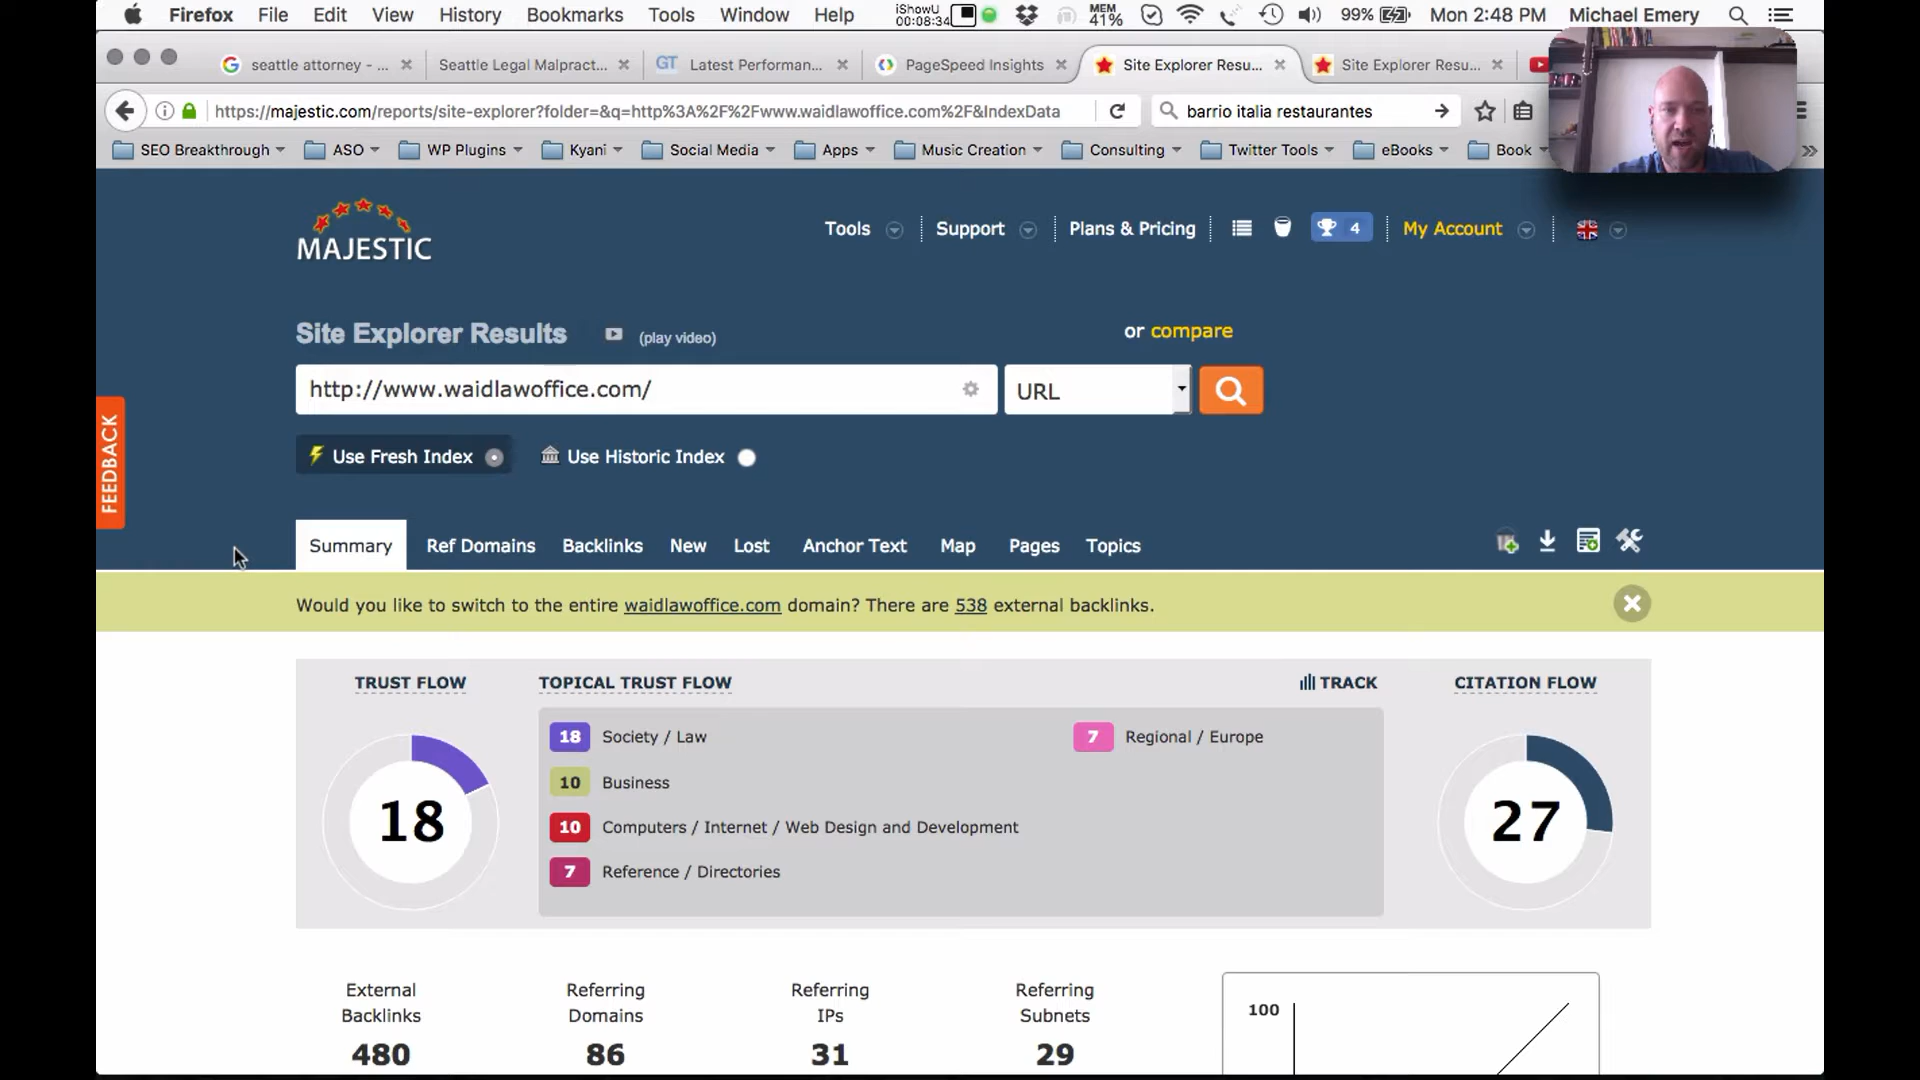 Firefox File Edit View History Bookmarks Tools Window Help iShowU 00:08:34 MEM 41% 99% Mon 2:48 PM Michael Emery
seattle attorney - ... Seattle Legal Malpract... GT Latest Performan... PageSpeed Insights Site Explorer Resu... Site Explorer Resu...
https://majestic.com/reports/site-explorer?folder=&q=http%3A%2F%2Fwww.waidlawoffice.com%2F&IndexData barrio italia restaurantes
SEO Breakthrough ASO WP Plugins Kyani Social Media Apps Music Creation Consulting Twitter Tools eBooks Book
MAJESTIC
Tools Support Plans & Pricing 4 My Account
Site Explorer Results (play video) or compare
http://www.waidlawoffice.com/ URL
FEEDBACK
Use Fresh Index Use Historic Index
Summary Ref Domains Backlinks New Lost Anchor Text Map Pages Topics
Would you like to switch to the entire waidlawoffice.com domain? There are 538 external backlinks.
TRUST FLOW TOPICAL TRUST FLOW TRACK CITATION FLOW
18 Society / Law 7 Regional / Europe
10 Business
18 10 Computers / Internet / Web Design and Development 27
7 Reference / Directories
External Backlinks Referring Domains Referring IPs Referring Subnets
100
480 86 31 29